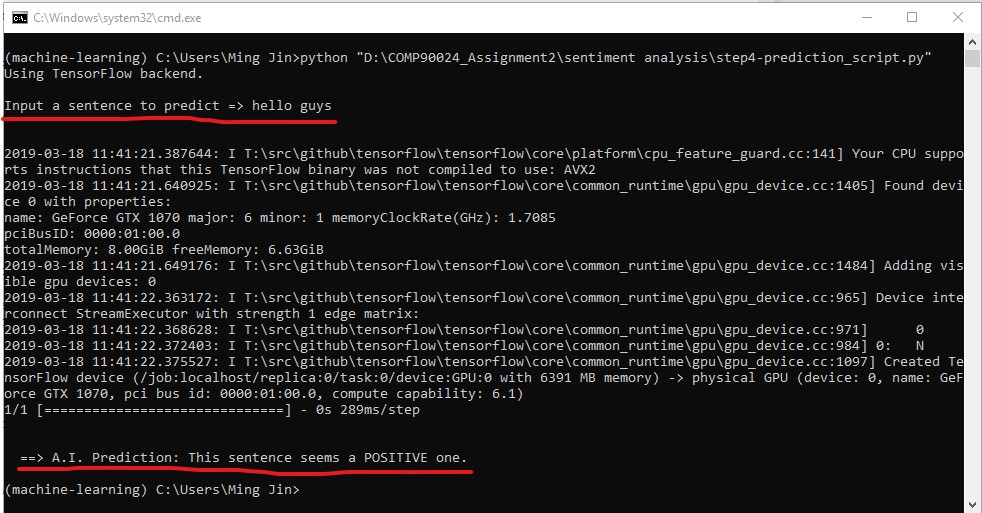 C:\Windows\system32\cmd.exe
(machine-learning) C:\Users\Ming Jin>python "D:\COMP90024_Assignment2\sentiment analysis\step4-prediction_script.py"
Using TensorFlow backend.
Input a sentence to predict => hello guys
2019-03-18 11:41:21.387644: I T:\src\github\tensorflow\tensorflow\core\platform\cpu_feature_guard.cc:141] Your CPU suppo
rts instructions that this TensorFlow binary was not compiled to use: AVX2
2019-03-18 11:41:21.640925: I T:\src\github\tensorflow\tensorflow\core\common_runtime\gpu\gpu_device.cc:1405] Found devi
ce 0 with properties:
name: GeForce GTX 1070 major: 6 minor: 1 memoryClockRate(GHz): 1.7085
pciBusID: 0000:01:00.0
totalMemory: 8.00GiB freeMemory: 6.63GiB
2019-03-18 11:41:21.649176: I T:\src\github\tensorflow\tensorflow\core\common_runtime\gpu\gpu_device.cc:1484] Adding vis
ible gpu devices: 0
2019-03-18 11:41:22.363172: I T:\src\github\tensorflow\tensorflow\core\common_runtime\gpu\gpu_device.cc:965] Device inte
rconnect StreamExecutor with strength 1 edge matrix:
2019-03-18 11:41:22.368628: I T:\src\github\tensorflow\tensorflow\core\common_runtime\gpu\gpu_device.cc:971]      0
2019-03-18 11:41:22.372403: I T:\src\github\tensorflow\tensorflow\core\common_runtime\gpu\gpu_device.cc:984] 0:   N
2019-03-18 11:41:22.375527: I T:\src\github\tensorflow\tensorflow\core\common_runtime\gpu\gpu_device.cc:1097] Created Te
nsorFlow device (/job:localhost/replica:0/task:0/device:GPU:0 with 6391 MB memory) -> physical GPU (device: 0, name: GeF
orce GTX 1070, pci bus id: 0000:01:00.0, compute capability: 6.1)
1/1 [==============================] - 0s 289ms/step
==> A.I. Prediction: This sentence seems a POSITIVE one.
(machine-learning) C:\Users\Ming Jin>